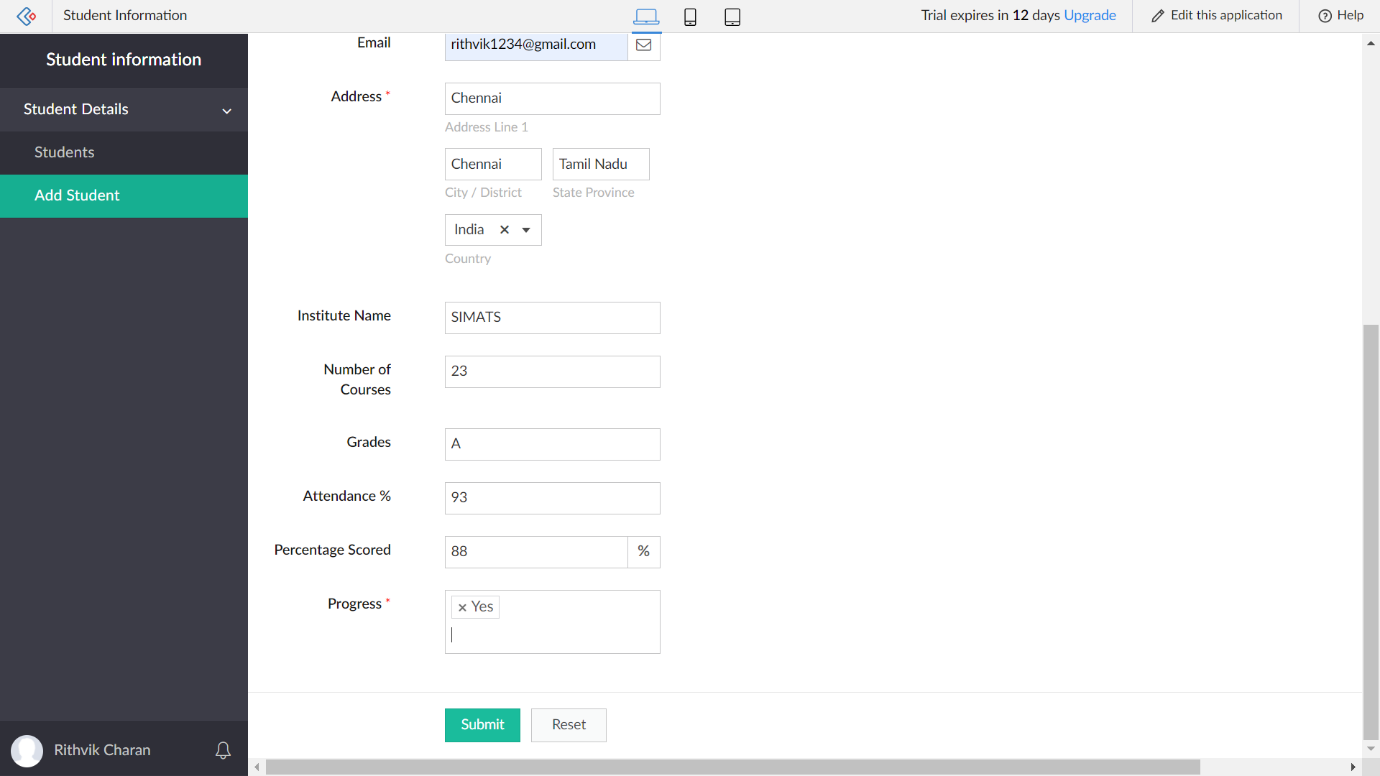 Student Information
Trial expires in 12 days Upgrade
Edit this application
Help
Student information
Student Details
Students
Add Student
Rithvik Charan
Email
rithvik1234@gmail.com
Address *
Chennai
Address Line 1
Chennai
Tamil Nadu
City / District
State Province
India
Country
Institute Name
SIMATS
Number of
Courses
23
Grades
A
Attendance %
93
Percentage Scored
88
%
Progress *
× Yes
Submit
Reset